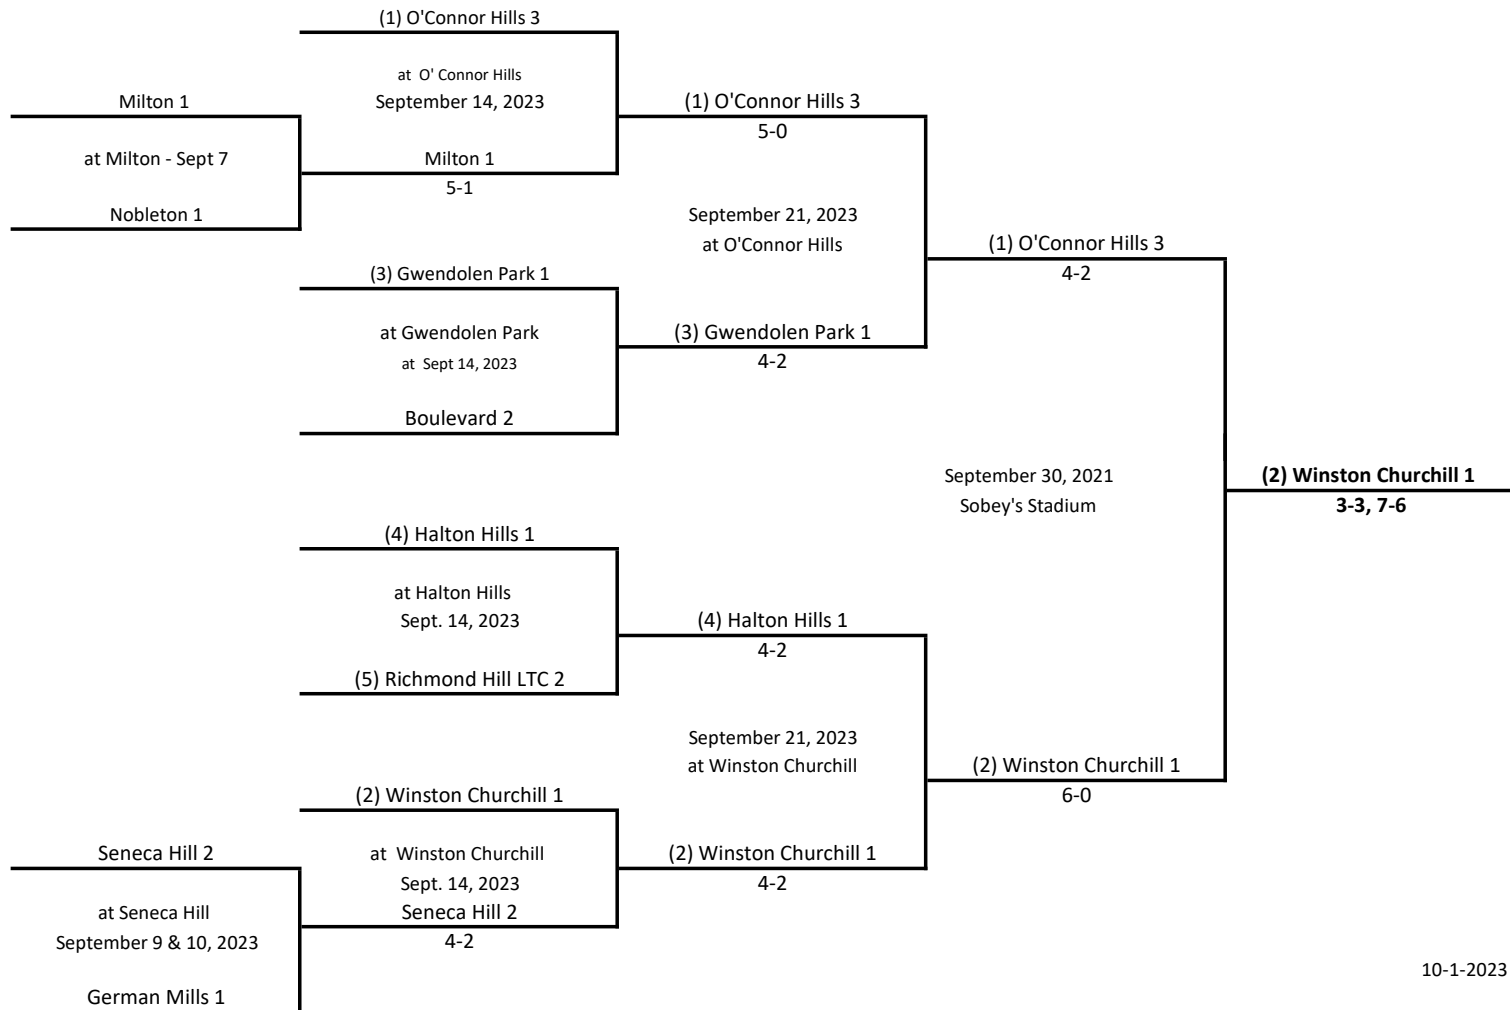 (1) O'Connor Hills 3
at O' Connor Hills
September 14, 2023
Milton 1
at Milton - Sept 7
Nobleton 1
Milton 1
5-1
(1) O'Connor Hills 3
5-0
September 21, 2023
at O'Connor Hills
(3) Gwendolen Park 1
at Gwendolen Park
at Sept 14, 2023
Boulevard 2
(3) Gwendolen Park 1
4-2
(1) O'Connor Hills 3
4-2
September 30, 2021
Sobey's Stadium
(2) Winston Churchill 1
3-3, 7-6
(4) Halton Hills 1
at Halton Hills
Sept. 14, 2023
(5) Richmond Hill LTC 2
(4) Halton Hills 1
4-2
September 21, 2023
at Winston Churchill
(2) Winston Churchill 1
6-0
(2) Winston Churchill 1
at Winston Churchill
Sept. 14, 2023
Seneca Hill 2
4-2
(2) Winston Churchill 1
4-2
Seneca Hill 2
at Seneca Hill
September 9 & 10, 2023
German Mills 1
10-1-2023